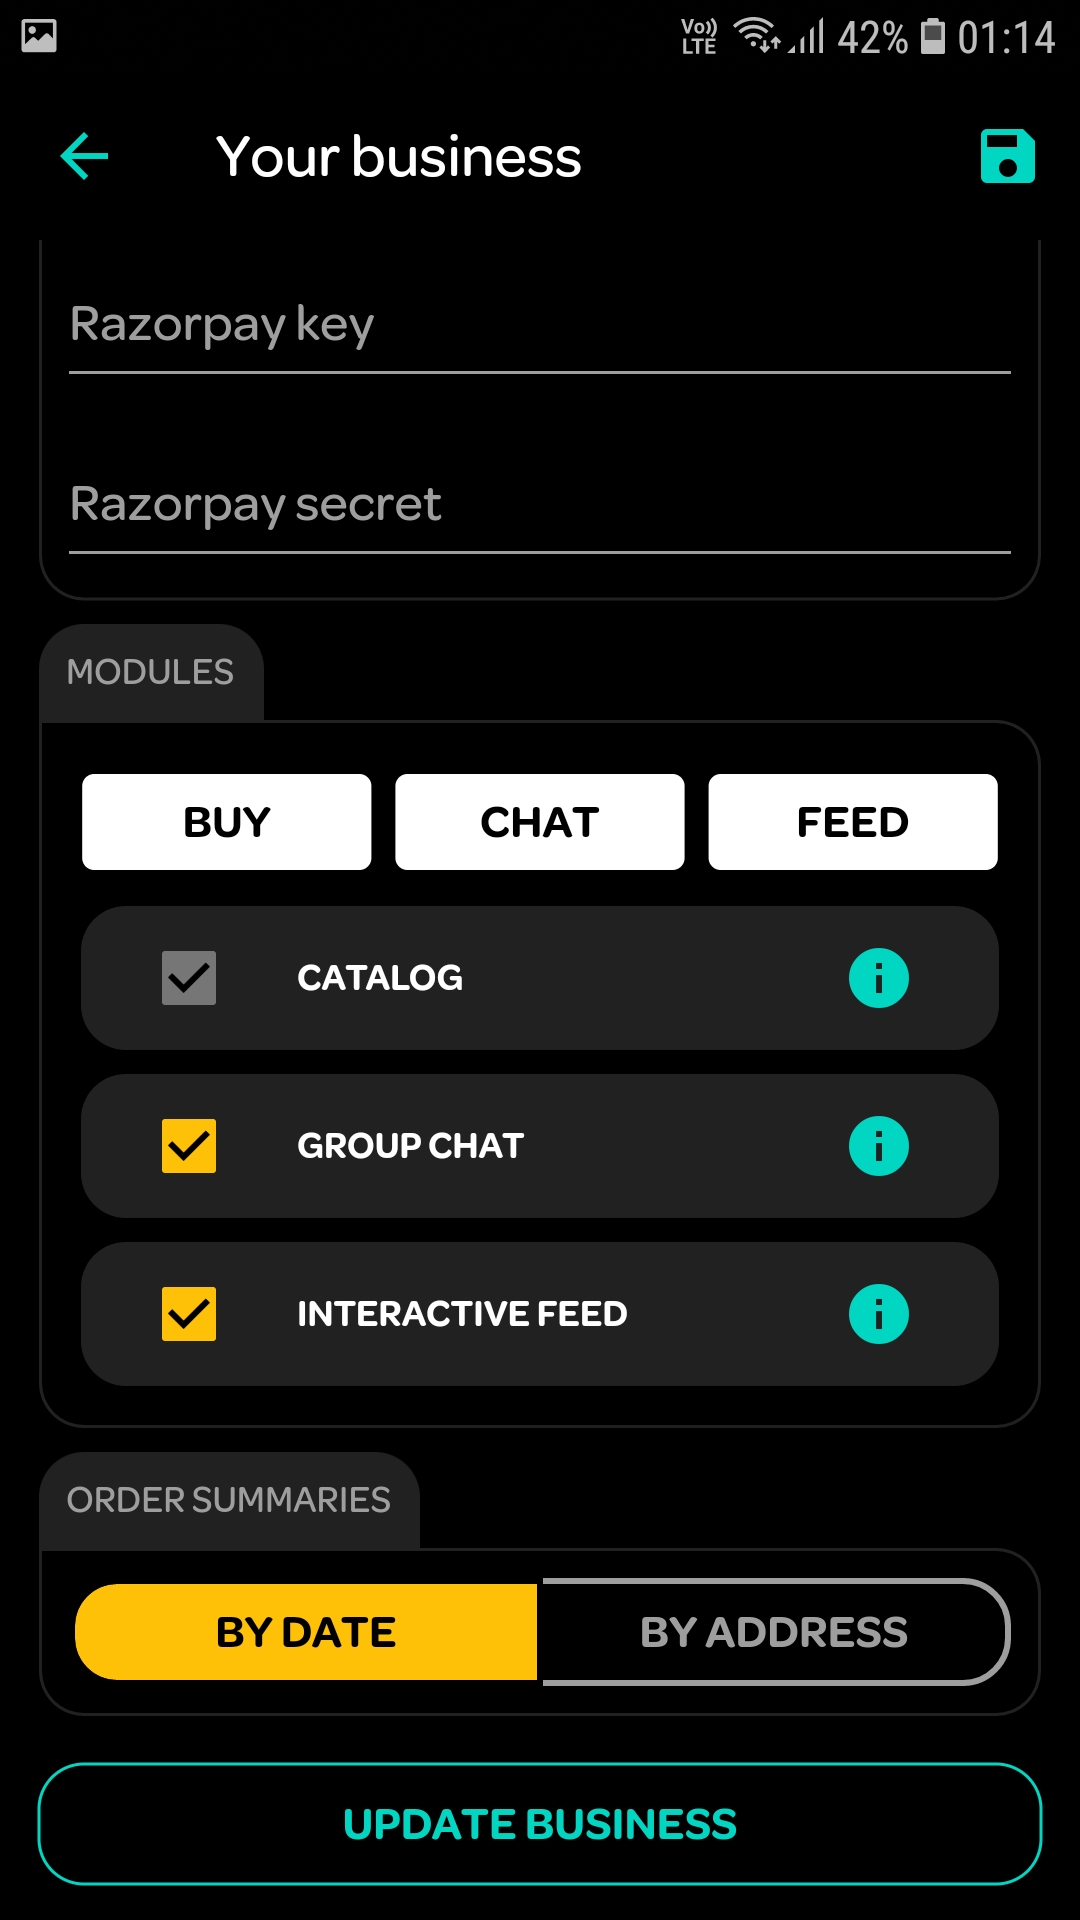 Vo)) LTE 42% 01:14
Your business
Razorpay key
Razorpay secret
MODULES
BUY CHAT FEED
CATALOG
GROUP CHAT
INTERACTIVE FEED
ORDER SUMMARIES
BY DATE BY ADDRESS
UPDATE BUSINESS